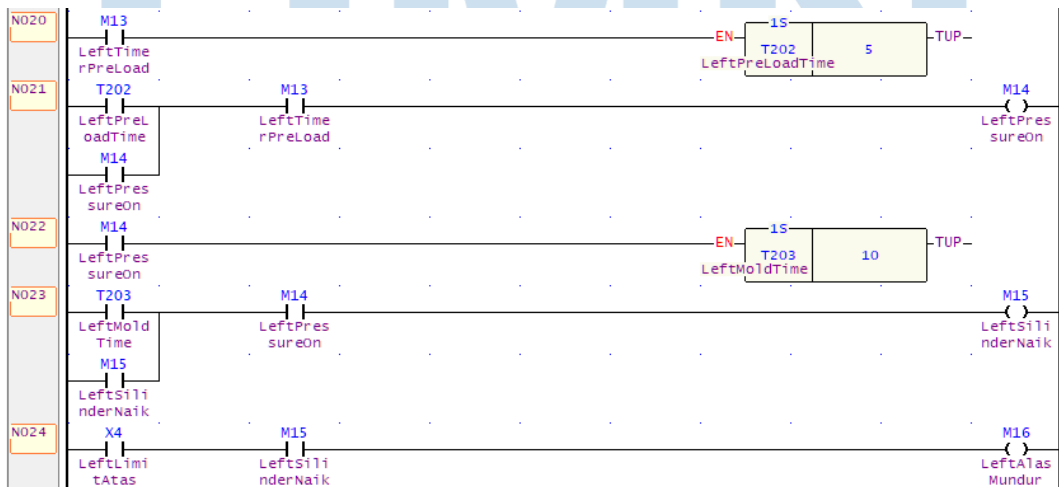 N020 M13 1S
EN T202 5 TUP
LeftTime
rPreLoad
LeftPreLoadTime
N021 T202 M13 M14
LeftPreL LeftTime LeftPres
oadTime rPreLoad sureOn
M14
LeftPres
sureOn
N022 M14 1S
EN T203 10 TUP
LeftPres
sureOn
LeftMoldTime
N023 T203 M14 M15
LeftMold LeftPres LeftSili
Time sureOn nderNaik
M15
LeftSili
nderNaik
N024 X4 M15 M16
LeftLimi LeftSili LeftAlas
tAtas nderNaik Mundur